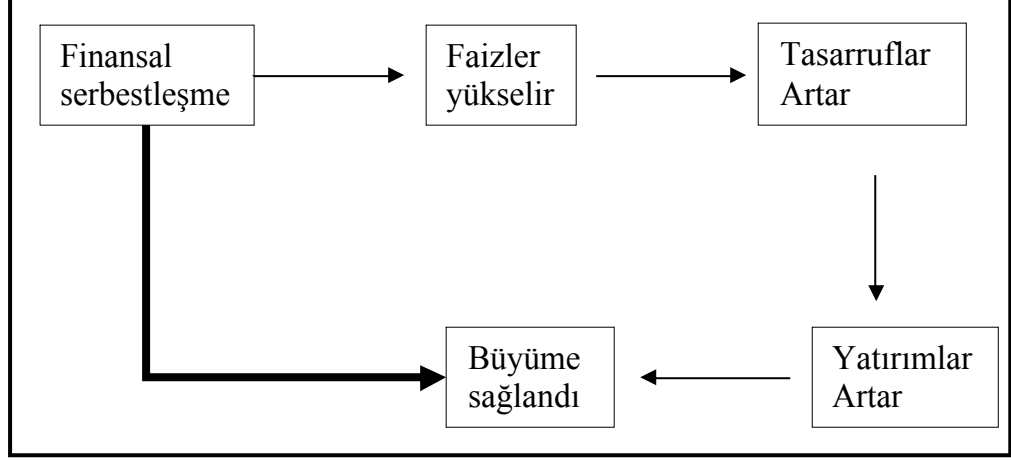 Finansal
serbestleşme
Faizler
yükselir
Tasarruflar
Artar
Yatırımlar
Artar
Büyüme
sağlandı